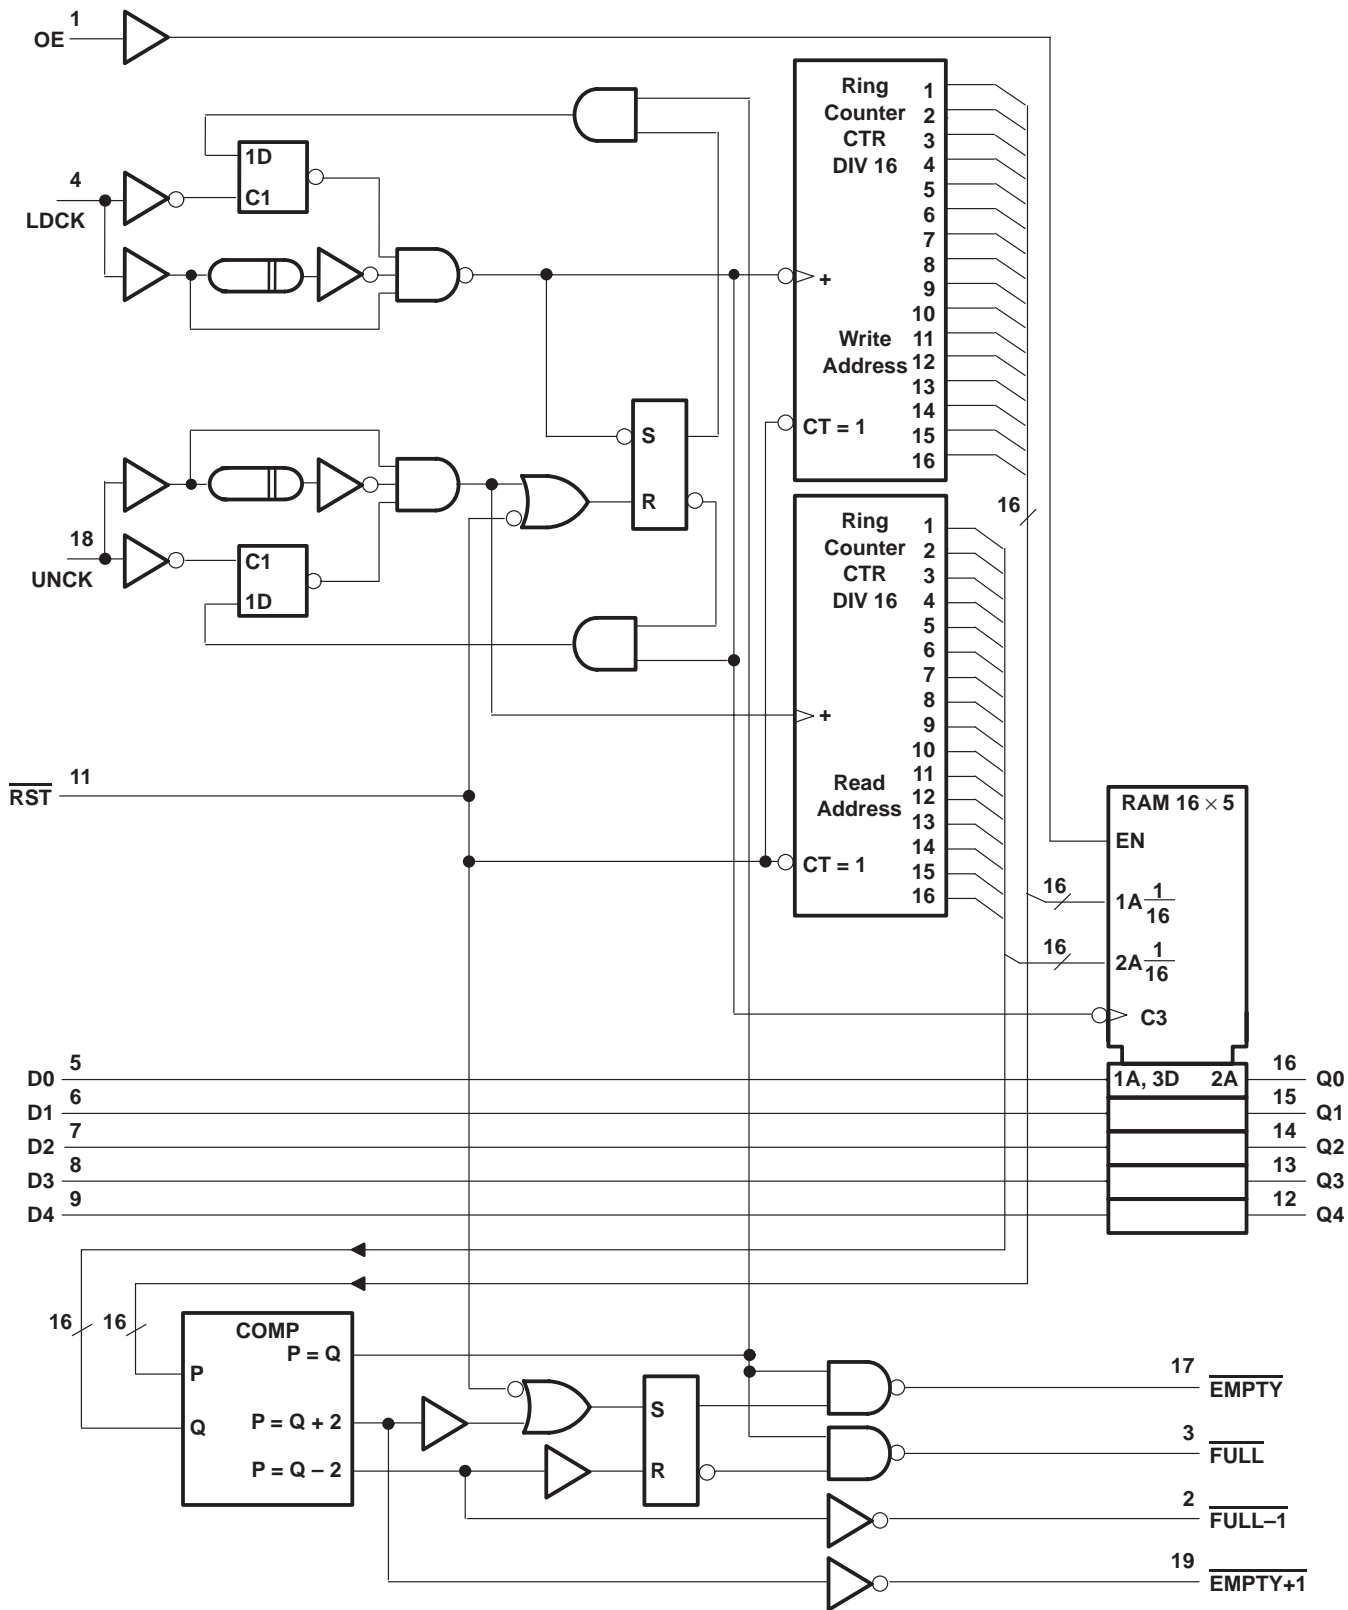 1
OE
4
LDCK
1D
C1
Ring
Counter
CTR
DIV 16
Write
Address
CT = 1
1
2
3
4
5
6
7
8
9
10
11
12
13
14
15
16
16
S
R
18
UNCK
C1
1D
Ring
Counter
CTR
DIV 16
Read
Address
CT = 1
1
2
3
4
5
6
7
8
9
10
11
12
13
14
15
16
+
+
11
RST
RAM 16 × 5
EN
16
1A 1/16
16
2A 1/16
C3
D0 5
1A, 3D 2A
16 Q0
D1 6
15 Q1
D2 7
14 Q2
D3 8
13 Q3
D4 9
12 Q4
16 16
COMP
P = Q
P
P = Q + 2
Q
P = Q – 2
S
R
17
EMPTY
3
FULL
2
FULL–1
19
EMPTY+1